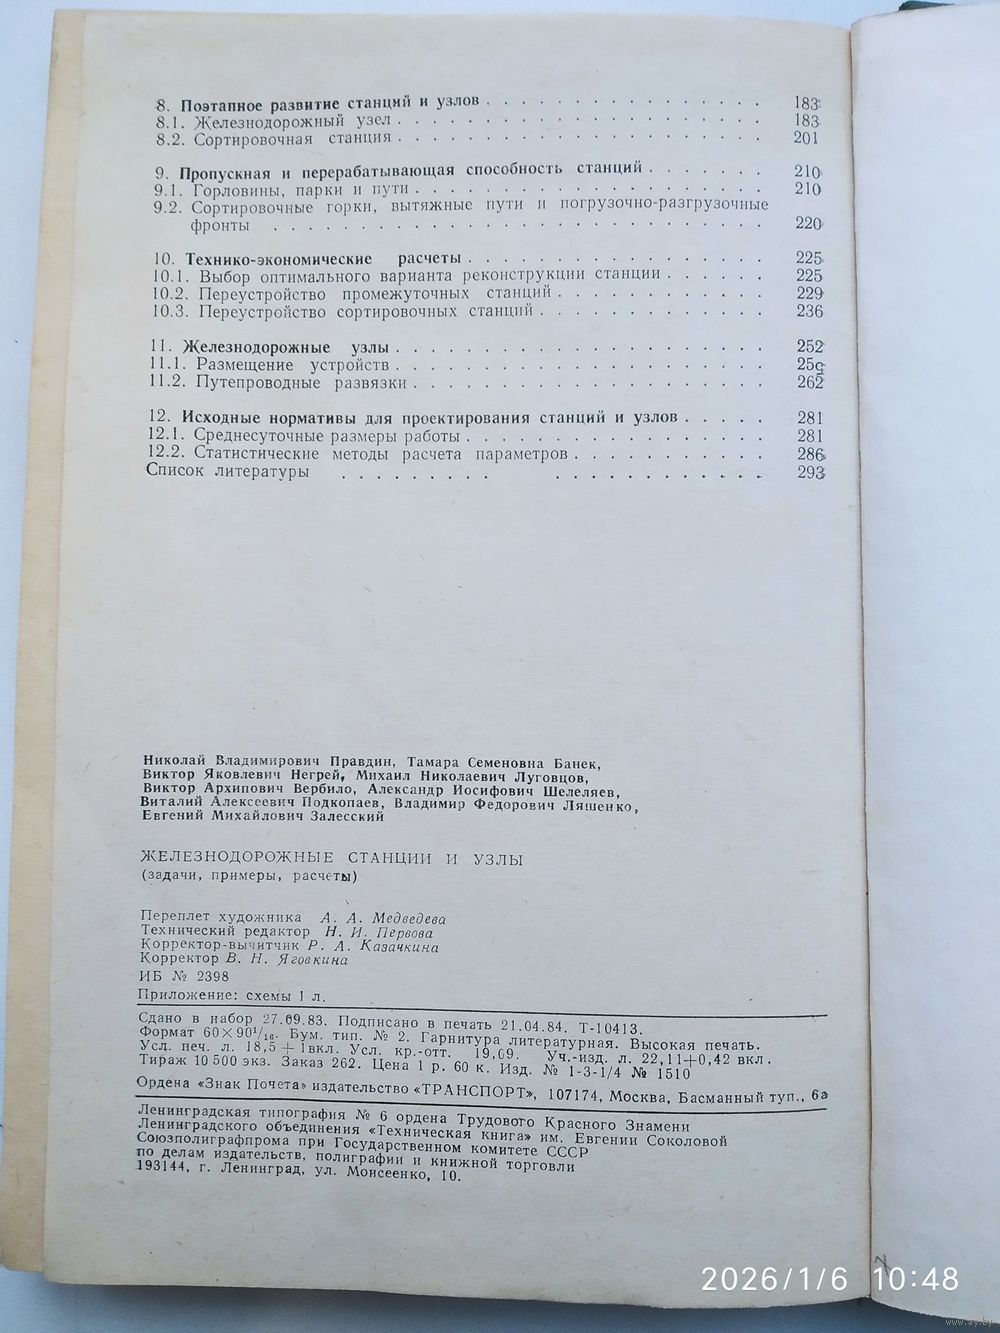 8. Поэтапное развитие станций и узлов . . . . . . . . . . . . . . . . 183
8.1. Железнодорожный узел . . . . . . . . . . . . . . . . . . . . . 183
8.2. Сортировочная станция . . . . . . . . . . . . . . . . . . . . . 201
9. Пропускная и перерабатывающая способность станций . . . . . . . 210
9.1. Горловины, парки и пути . . . . . . . . . . . . . . . . . . . . 210
9.2. Сортировочные горки, вытяжные пути и погрузочно-разгрузочные
фронты . . . . . . . . . . . . . . . . . . . . . . . . . . . . 220
10. Технико-экономические расчеты . . . . . . . . . . . . . . . . . 225
10.1. Выбор оптимального варианта реконструкции станции . . . . . . 225
10.2. Переустройство промежуточных станций . . . . . . . . . . . . 229
10.3. Переустройство сортировочных станций . . . . . . . . . . . . . 236
11. Железнодорожные узлы . . . . . . . . . . . . . . . . . . . . . 252
11.1. Размещение устройств . . . . . . . . . . . . . . . . . . . . .
11.2. Путепроводные развязки . . . . . . . . . . . . . . . . . . . . 262
12. Исходные нормативы для проектирования станций и узлов . . . . . 281
12.1. Среднесуточные размеры работы . . . . . . . . . . . . . . . . . 281
12.2. Статистические методы расчета параметров . . . . . . . . . . . 286
Список литературы . . . . . . . . . . . . . . . . . . . . . 293
Николай Владимирович Правдин, Тамара Семеновна Банек,
Виктор Яковлевич Негрей, Михаил Николаевич Луговцов,
Виктор Архипович Вербило, Александр Иосифович Шелеляев,
Виталий Алексеевич Подкопаев, Владимир Федорович Ляшенко,
Евгений Михайлович Залесский
ЖЕЛЕЗНОДОРОЖНЫЕ СТАНЦИИ И УЗЛЫ
(задачи, примеры, расчеты)
Переплет художника А. А. Медведева
Технический редактор Н. И. Первова
Корректор-вычитчик Р. А. Казачкина
Корректор В. Н. Яговкина
ИБ № 2398
Приложение: схемы 1 л.
Сдано в набор 27.09.83. Подписано в печать 21.04.84. Т-10413.
Формат 60×90 1/16. Бум. тип. № 2. Гарнитура литературная. Высокая печать.
Усл. печ. л. 18,5 + 1вкл. Усл. кр.-отт. 19,09. Уч.-изд. л. 22,11+0,42 вкл.
Тираж 10 500 экз. Заказ 262. Цена 1 р. 60 к. Изд. № 1-3-1/4 № 1510
Ордена «Знак Почета» издательство «ТРАНСПОРТ», 107174, Москва, Басманный туп., 6а
Ленинградская типография № 6 ордена Трудового Красного Знамени
Ленинградского объединения «Техническая книга» им. Евгении Соколовой
Союзполиграфпрома при Государственном комитете СССР
по делам издательств, полиграфии и книжной торговли
193144, г. Ленинград, ул. Моисеенко, 10.
2026/1/6 10:48
www.ay.by